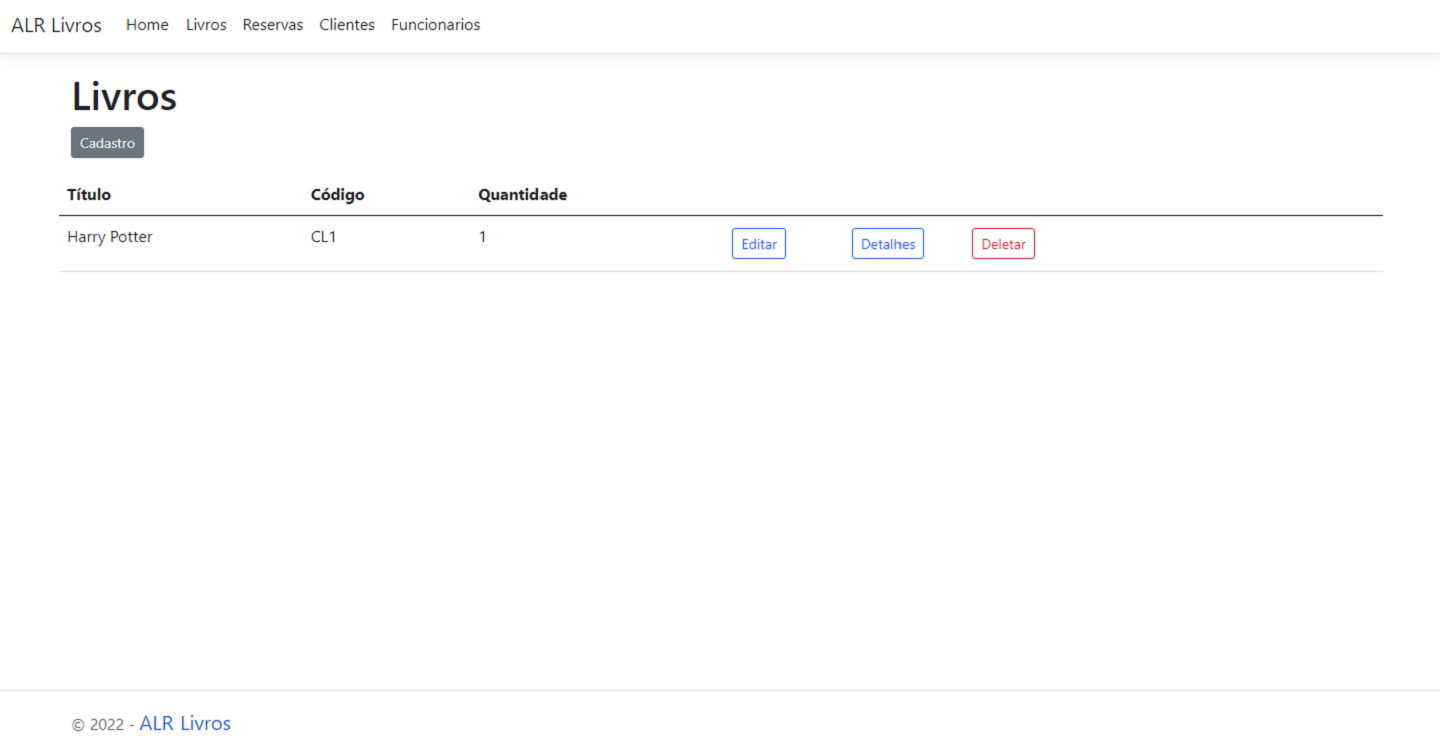 ALR Livros Home Livros Reservas Clientes Funcionarios
Livros
Cadastro
Título Código Quantidade
Harry Potter CL1 1 Editar Detalhes Deletar
© 2022 - ALR Livros